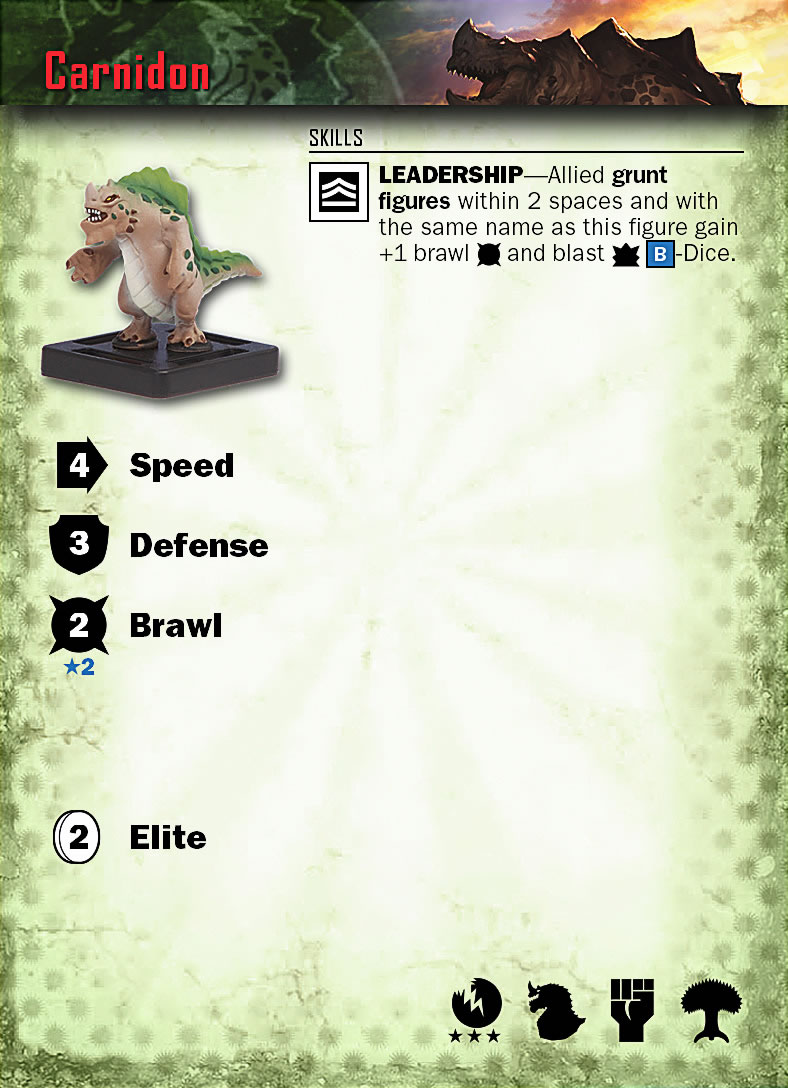 Carnidon
SKILLS
LEADERSHIP—Allied grunt
figures within 2 spaces and with
the same name as this figure gain
+1 brawl and blast B-Dice.
4 Speed
3 Defense
2 Brawl
★2
2 Elite
★★★